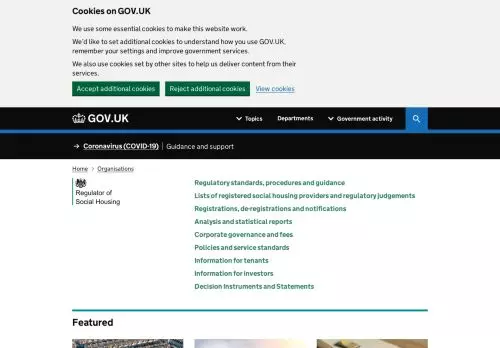 Cookies on GOV.UK
We use some essential cookies to make this website work.
We'd like to set additional cookies to understand how you use GOV.UK,
remember your settings and improve government services.
We also use cookies set by other sites to help us deliver content from their
services.
Accept additional cookies Reject additional cookies View cookies
GOV.UK Topics Departments Government activity
→ Coronavirus (COVID-19) Guidance and support
Home > Organisations
Regulator of
Social Housing
Regulatory standards, procedures and guidance
Lists of registered social housing providers and regulatory judgements
Registrations, de-registrations and notifications
Analysis and statistical reports
Corporate governance and fees
Policies and service standards
Information for tenants
Information for investors
Decision Instruments and Statements
Featured